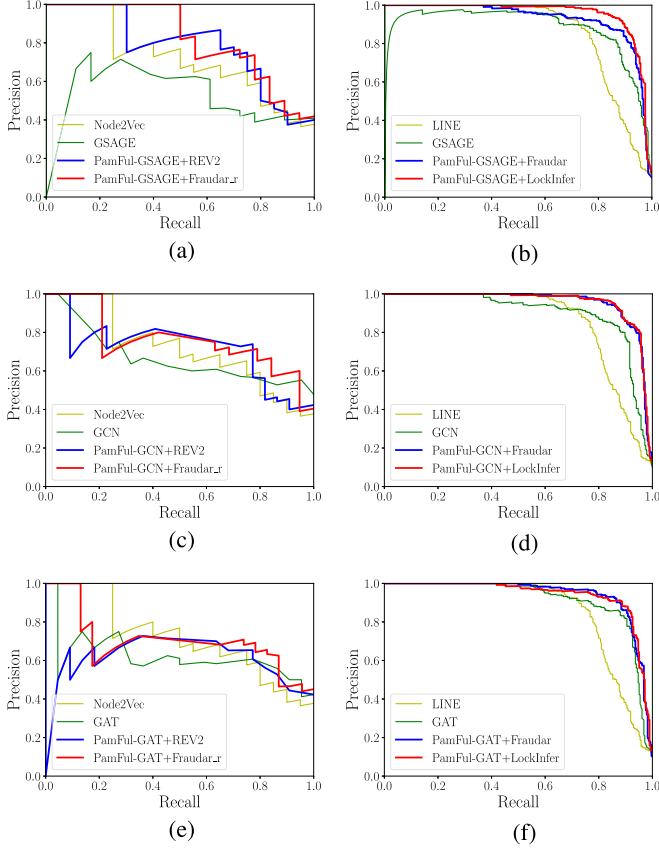 1.0
0.8
0.6
0.4
0.2
0.0
Precision
Node2Vec
GSAGE
PamFul-GSAGE+REV2
PamFul-GSAGE+Fraudar_r
0.0 0.2 0.4 0.6 0.8 1.0
Recall
(a)
1.0
0.8
0.6
0.4
0.2
0.0
Precision
LINE
GSAGE
PamFul-GSAGE+Fraudar
PamFul-GSAGE+LockInfer
0.0 0.2 0.4 0.6 0.8 1.0
Recall
(b)
1.0
0.8
0.6
0.4
0.2
0.0
Precision
Node2Vec
GCN
PamFul-GCN+REV2
PamFul-GCN+Fraudar_r
0.0 0.2 0.4 0.6 0.8 1.0
Recall
(c)
1.0
0.8
0.6
0.4
0.2
0.0
Precision
LINE
GCN
PamFul-GCN+Fraudar
PamFul-GCN+LockInfer
0.0 0.2 0.4 0.6 0.8 1.0
Recall
(d)
1.0
0.8
0.6
0.4
0.2
0.0
Precision
Node2Vec
GAT
PamFul-GAT+REV2
PamFul-GAT+Fraudar_r
0.0 0.2 0.4 0.6 0.8 1.0
Recall
(e)
1.0
0.8
0.6
0.4
0.2
0.0
Precision
LINE
GAT
PamFul-GAT+Fraudar
PamFul-GAT+LockInfer
0.0 0.2 0.4 0.6 0.8 1.0
Recall
(f)